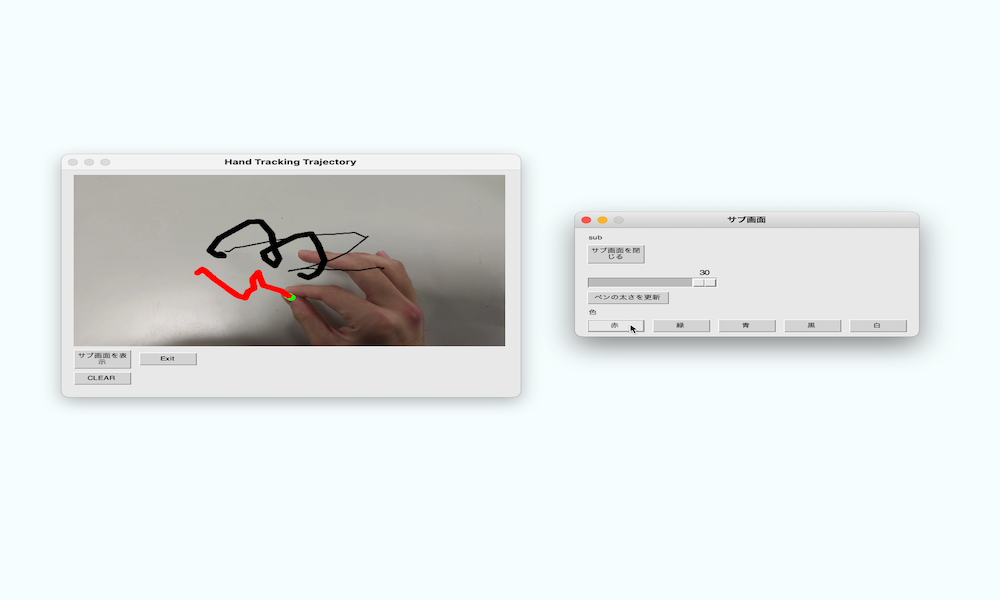 Hand Tracking Trajectory
サブ画面を表
示
Exit
CLEAR
サブ画面
sub
サブ画面を閉
じる
30
ペンの太さを更新
色
赤
緑
青
黒
白